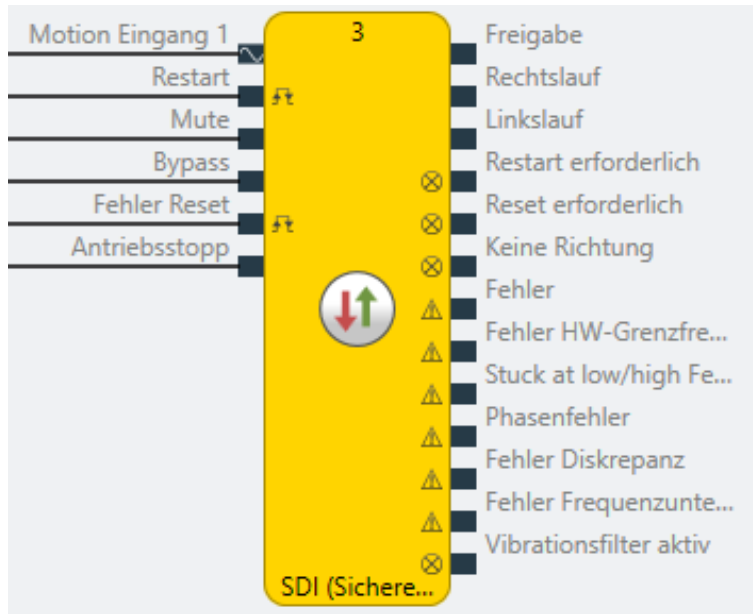 Motion Eingang 1
Restart
Mute
Bypass
Fehler Reset
Antriebsstopp
3
SDI (Sichere...
Freigabe
Rechtslauf
Linkslauf
Restart erforderlich
Reset erforderlich
Keine Richtung
Fehler
Fehler HW-Grenzfre...
Stuck at low/high Fe...
Phasenfehler
Fehler Diskrepanz
Fehler Frequenzunte...
Vibrationsfilter aktiv